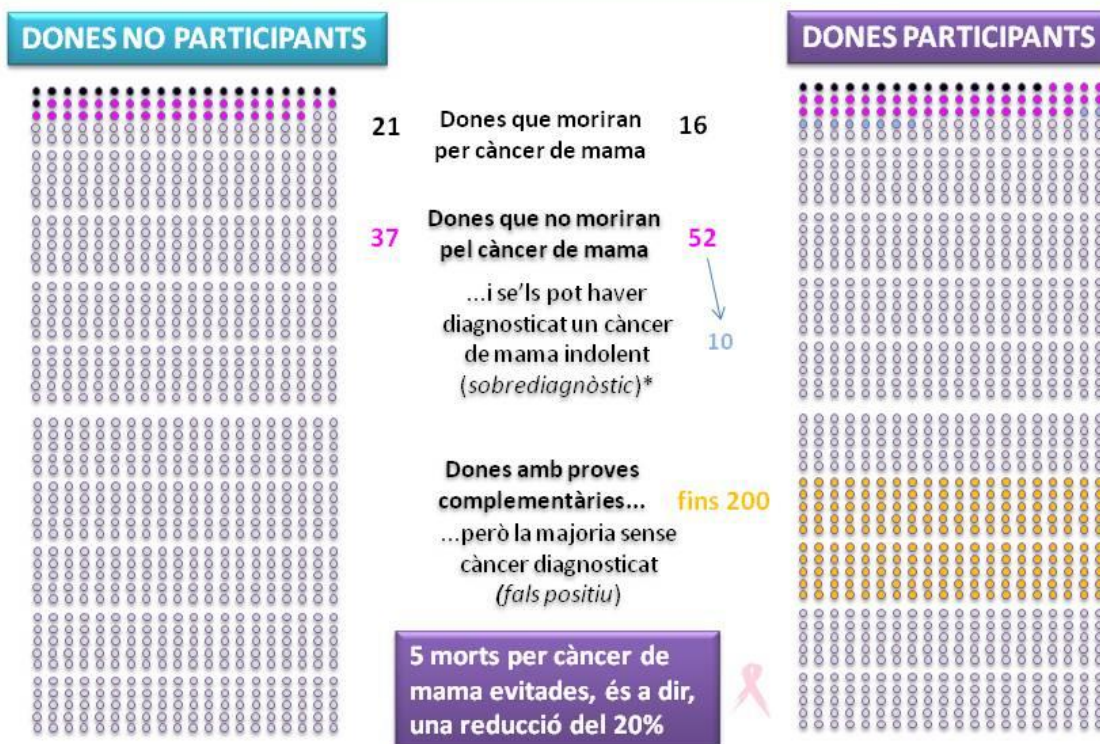 DONES NO PARTICIPANTS
DONES PARTICIPANTS
21 Dones que moriran 16
per càncer de mama
Dones que no moriran
37 pel càncer de mama 52
...i se'ls pot haver
diagnosticat un càncer
de mama indolent
(sobrediagnòstic)*
10
Dones amb proves
complementàries... fins 200
...però la majoria sense
càncer diagnosticat
(fals positiu)
5 morts per càncer de
mama evitades, és a dir,
una reducció del 20%